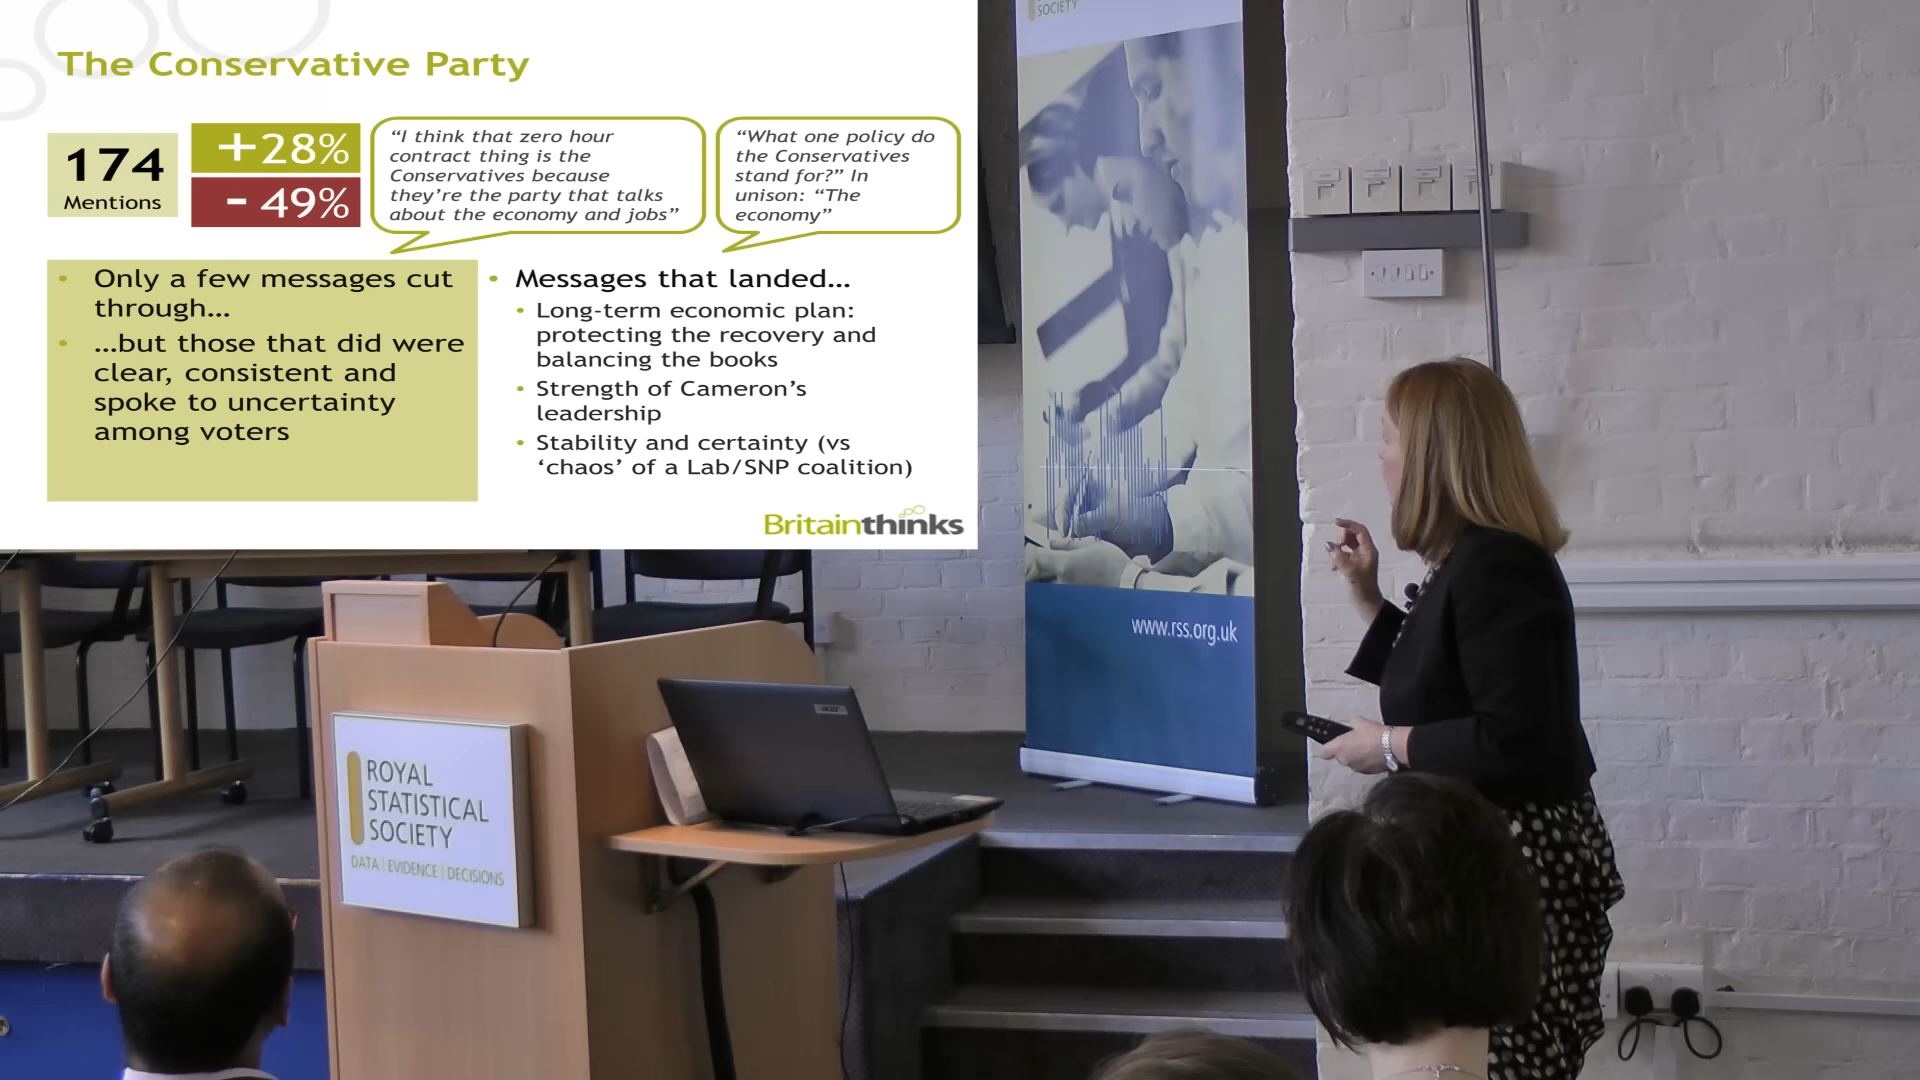 The Conservative Party
174
Mentions
+28%
- 49%
“I think that zero hour
contract thing is the
Conservatives because
they’re the party that talks
about the economy and jobs”
“What one policy do
the Conservatives
stand for?” In
unison: “The
economy”
• Only a few messages cut
through…
• …but those that did were
clear, consistent and
spoke to uncertainty
among voters
• Messages that landed…
• Long-term economic plan:
protecting the recovery and
balancing the books
• Strength of Cameron’s
leadership
• Stability and certainty (vs
‘chaos’ of a Lab/SNP coalition)
Britainthinks
SOCIETY
www.rss.org.uk
acer
ROYAL
STATISTICAL
SOCIETY
DATA | EVIDENCE | DECISIONS